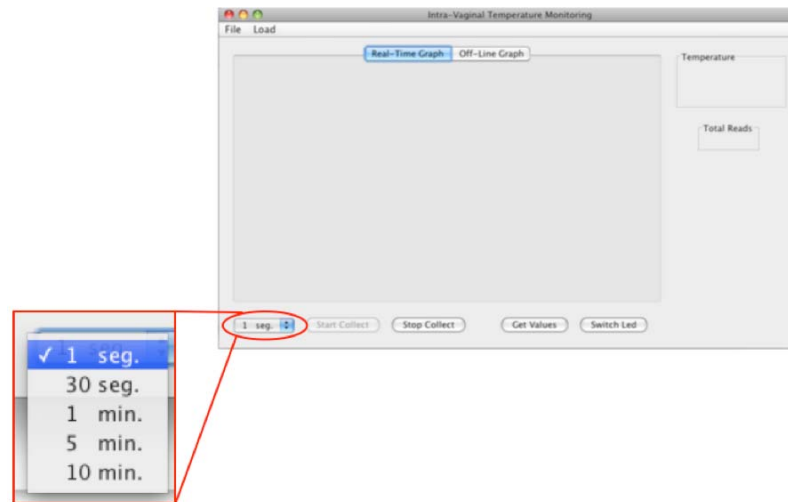 Intra-Vaginal Temperature Monitoring
File Load
Real-Time Graph Off-Line Graph
Temperature
Total Reads
1 seg. Start Collect Stop Collect Get Values Switch Led
✓ 1 seg.
30 seg.
1 min.
5 min.
10 min.